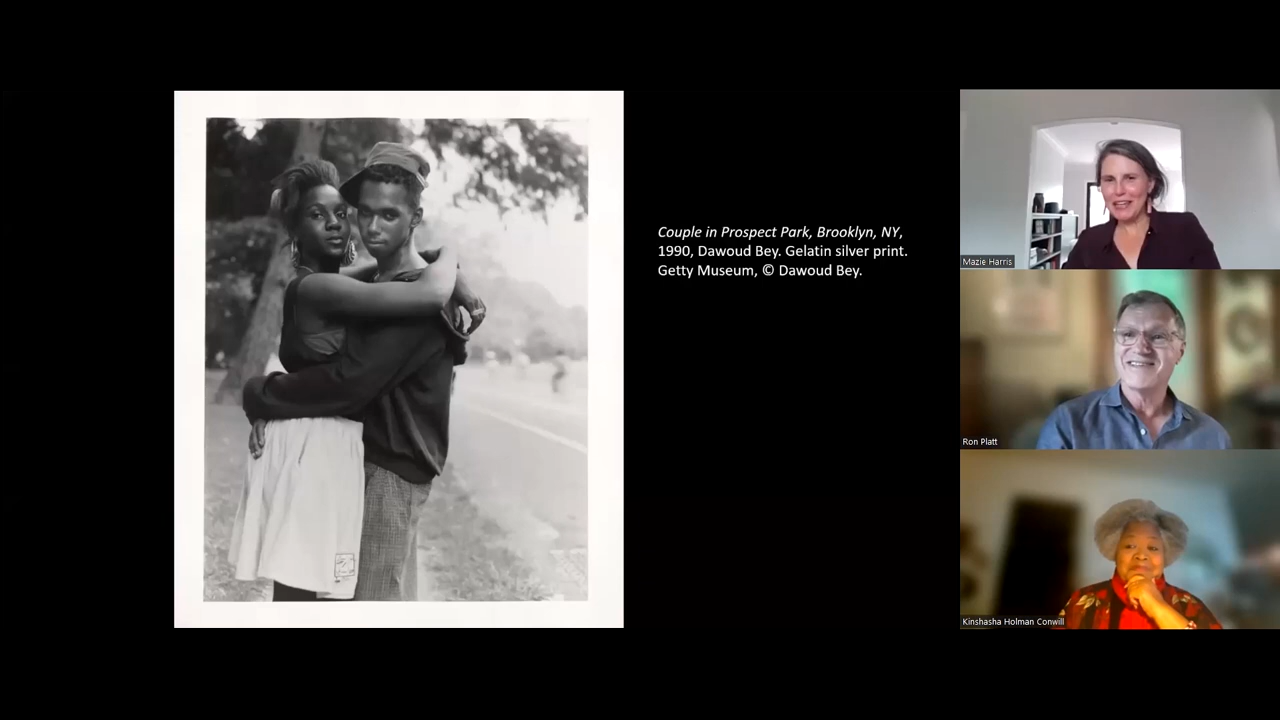 Couple in Prospect Park, Brooklyn, NY,
1990, Dawoud Bey. Gelatin silver print.
Getty Museum, © Dawoud Bey.
Mazie Harris
Ron Platt
Kinshasha Holman Conwill